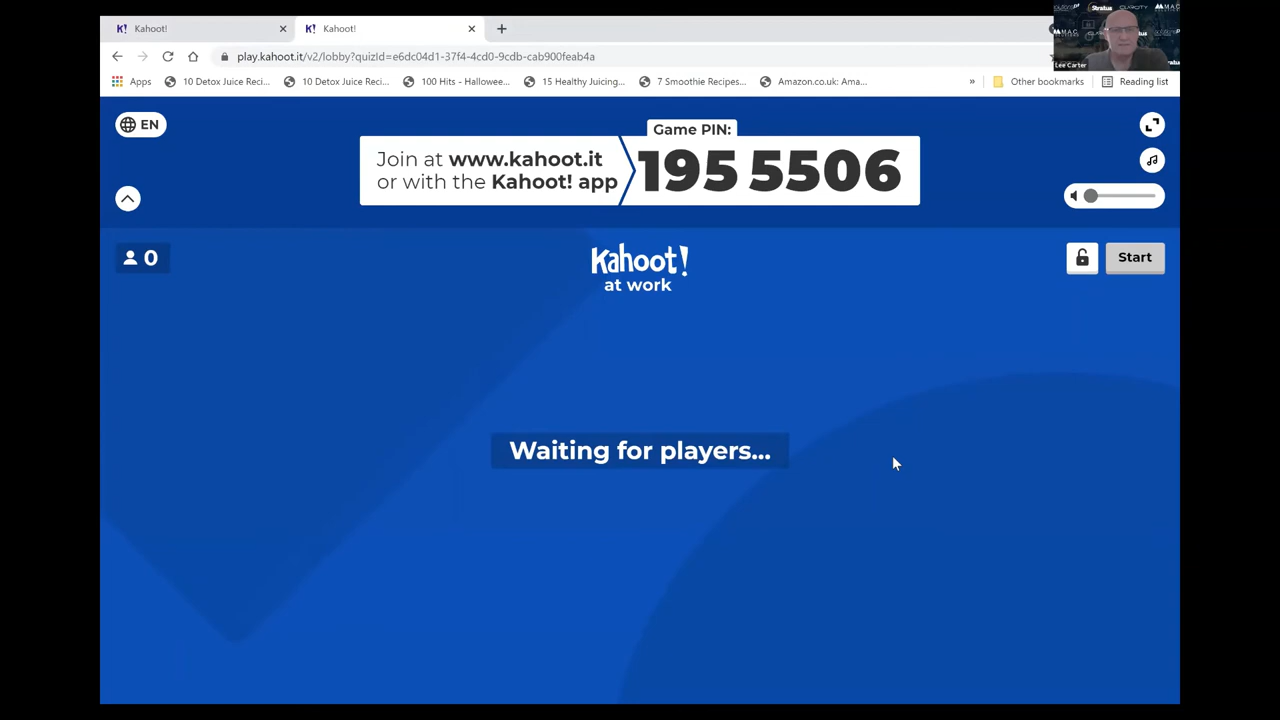 Kahoot!
Kahoot!
play.kahoot.it/v2/lobby?quizId=e6dc04d1-37f4-4cd0-9cdb-cab900feab4a
Apps
10 Detox Juice Reci...
10 Detox Juice Reci...
100 Hits - Hallowee...
15 Healthy Juicing...
7 Smoothie Recipes...
Amazon.co.uk: Ama...
»
Other bookmarks
Reading list
Stratus
MAC
Stratus
Lee Carter
EN
Game PIN:
Join at www.kahoot.it
or with the Kahoot! app
195 5506
0
Kahoot!
at work
Start
Waiting for players...